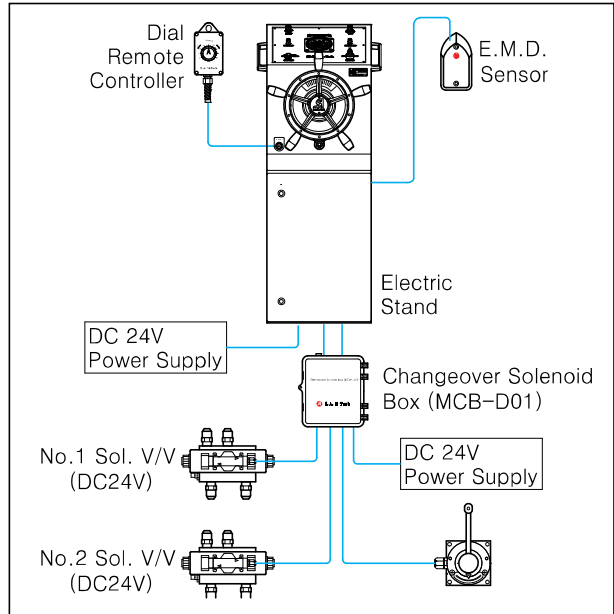 Dial
Remote
Controller
E.M.D.
Sensor
Electric
Stand
DC 24V
Power Supply
Changeover Solenoid
Box (MCB-D01)
No.1 Sol. V/V
(DC24V)
DC 24V
Power Supply
No.2 Sol. V/V
(DC24V)